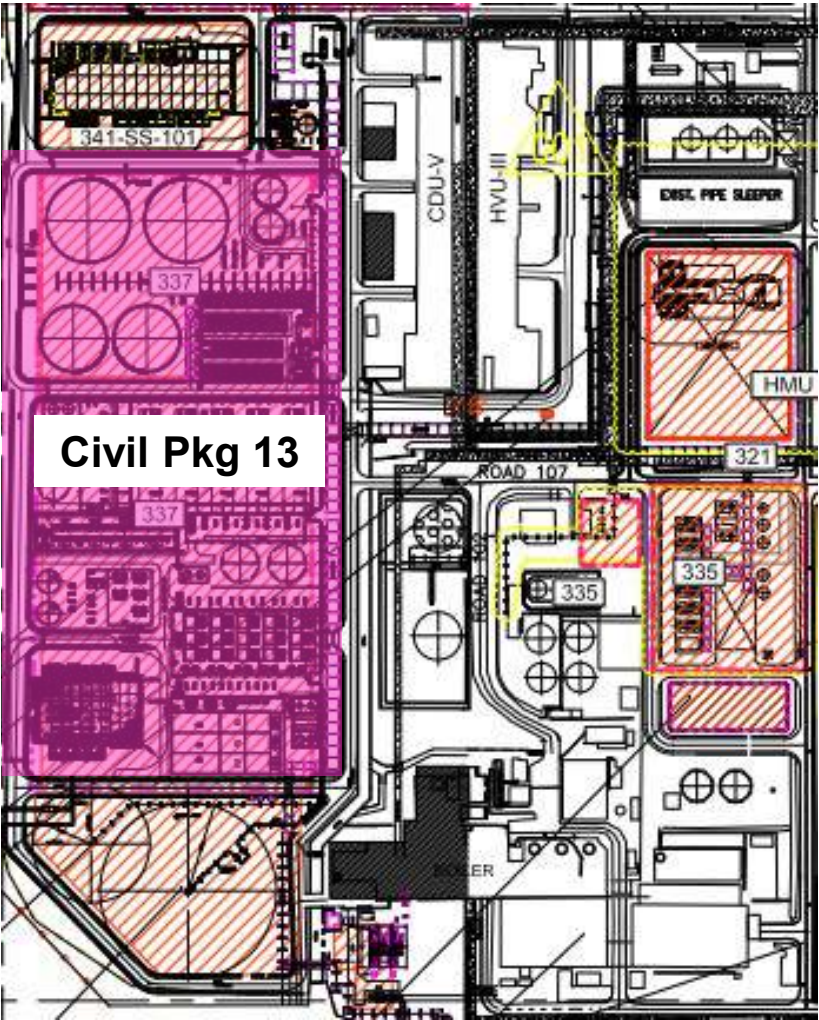 341-SS-101
CDU-V
HVU-III
EXIST. PIPE SLEEPER
337
HMU
Civil Pkg 13
321
ROAD 107
337
335
335